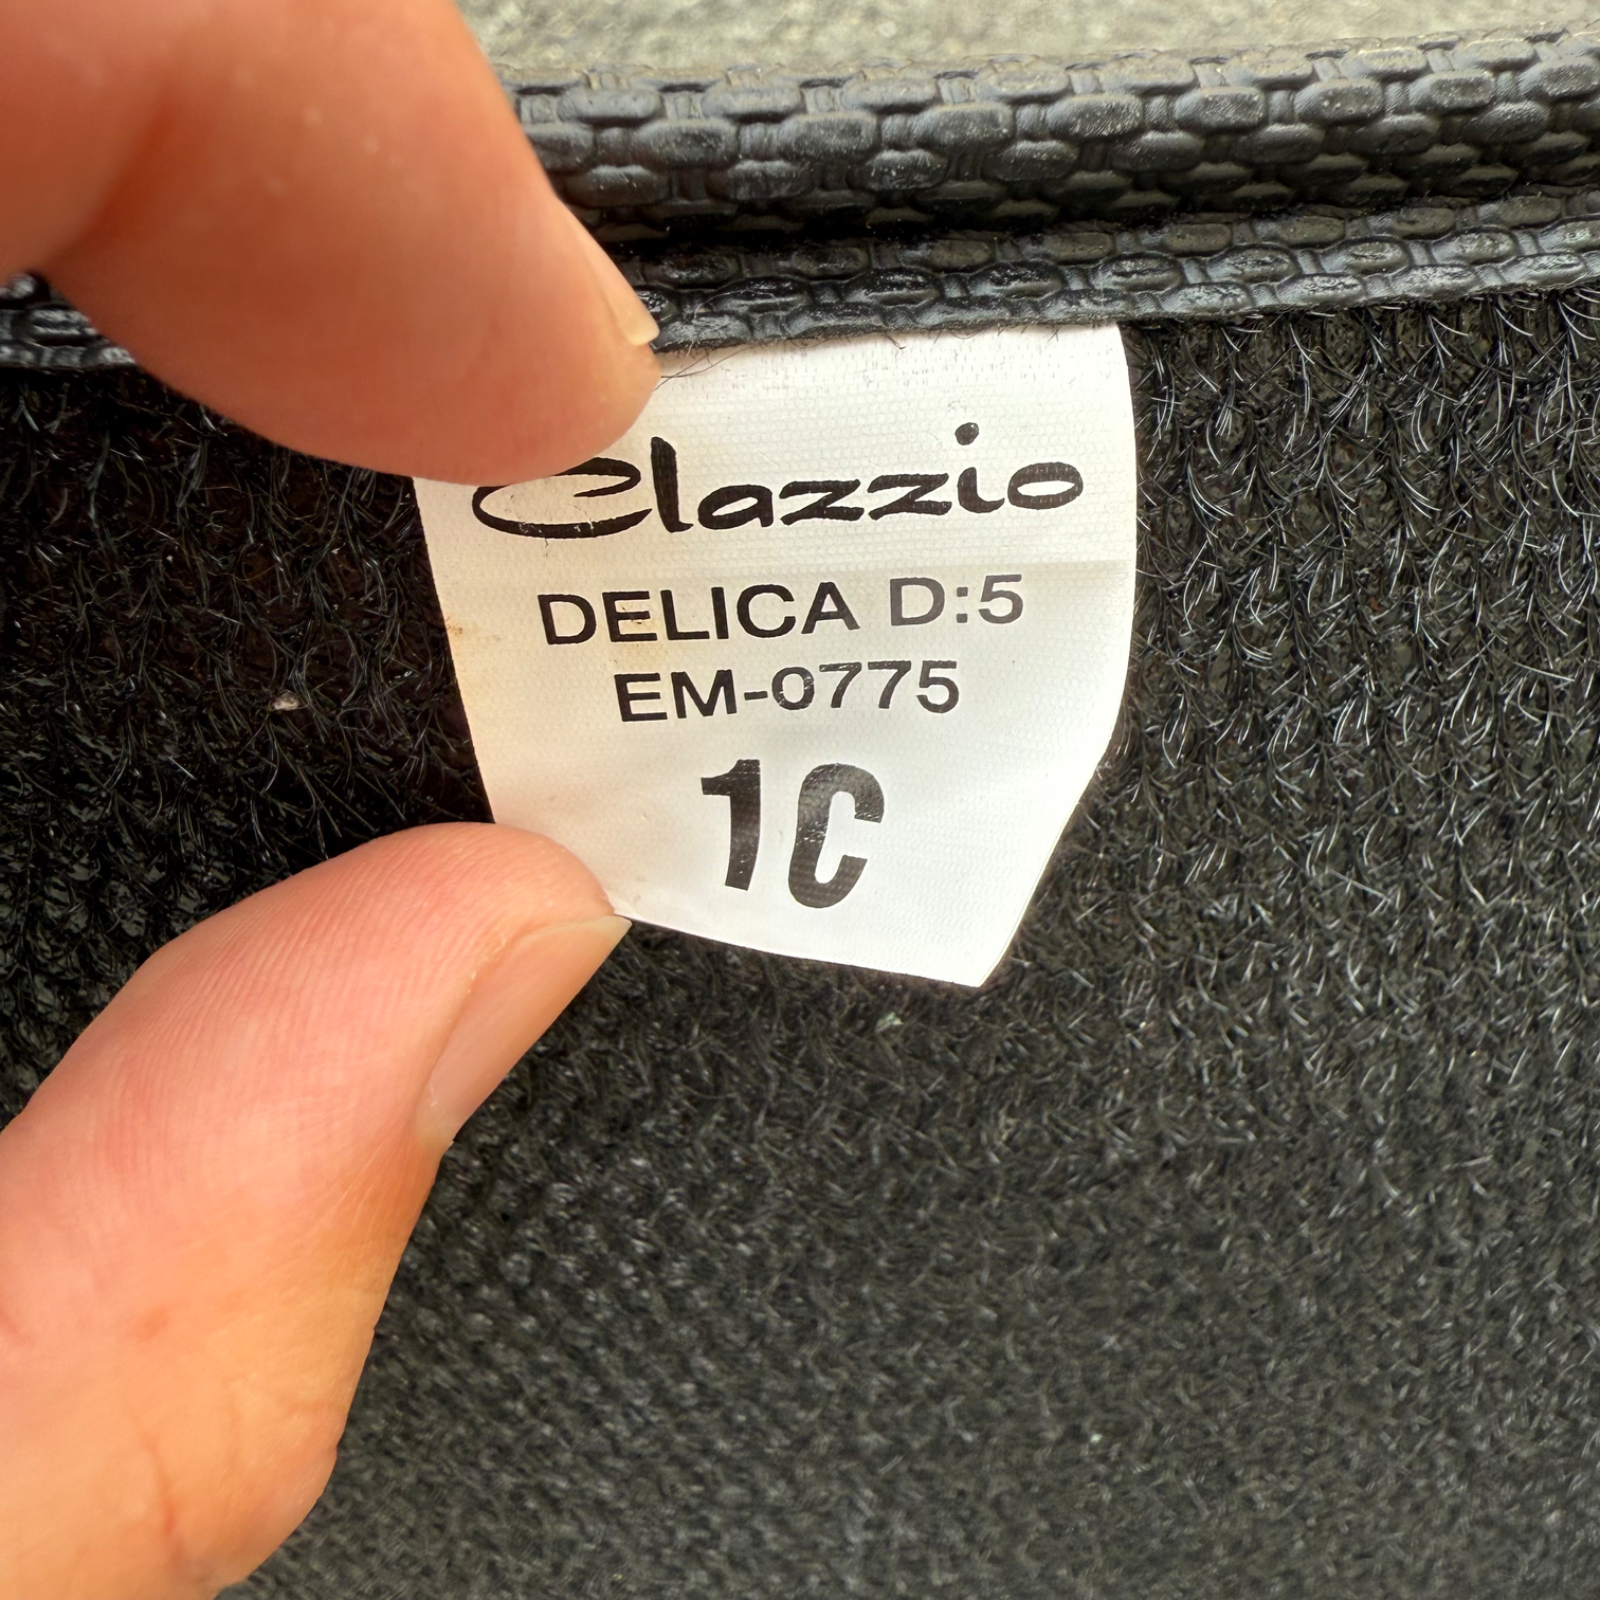 Clazzio
DELICA D:5
EM-0775
1C